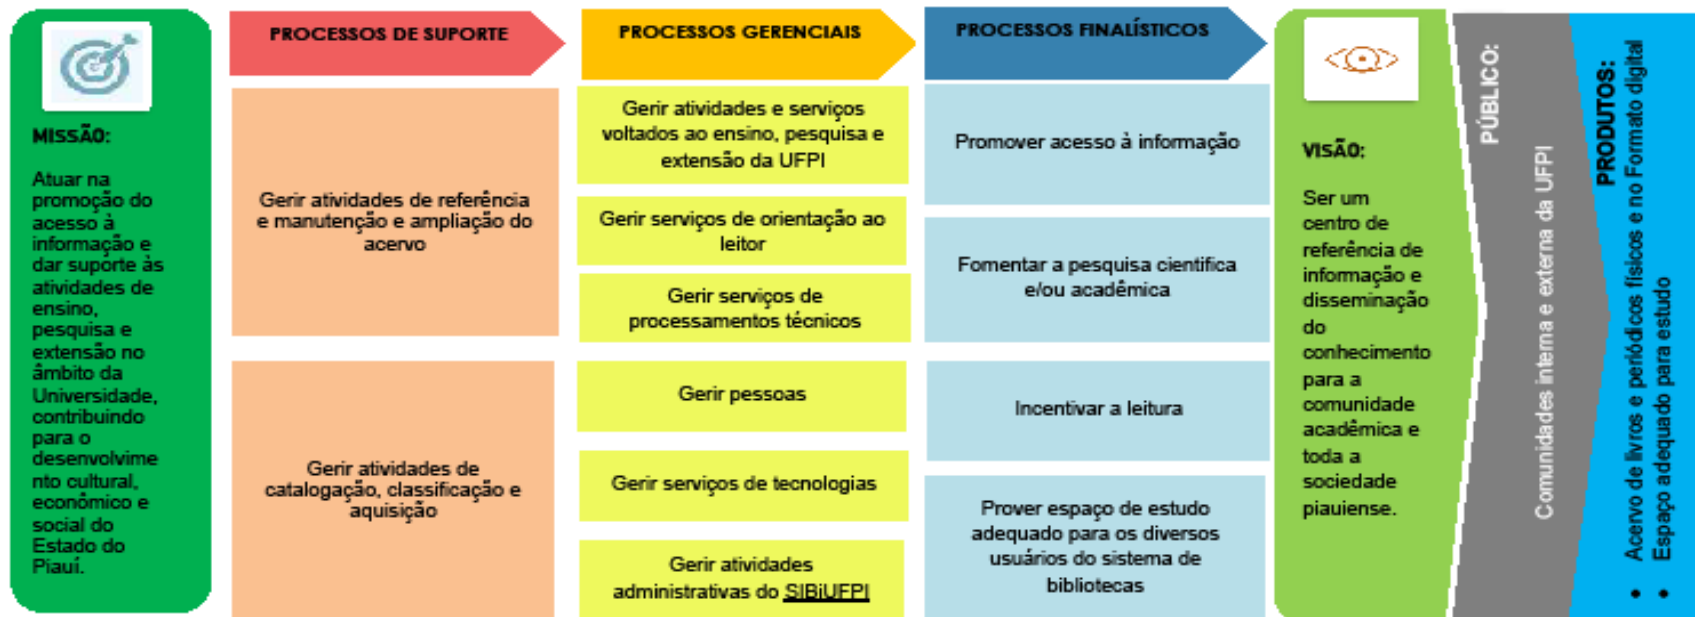 MISSÃO:
Atuar na
promoção do
acesso à
informação e
dar suporte às
atividades de
ensino,
pesquisa e
extensão no
âmbito da
Universidade,
contribuindo
para o
desenvolvime
nto cultural,
econômico e
social do
Estado do
Piauí.
PROCESSOS DE SUPORTE
Gerir atividades de referência
e manutenção e ampliação do
acervo
Gerir atividades de
catalogação, classificação e
aquisição
PROCESSOS GERENCIAIS
Gerir atividades e serviços
voltados ao ensino, pesquisa e
extensão da UFPI
Gerir serviços de orientação ao
leitor
Gerir serviços de
processamentos técnicos
Gerir pessoas
Gerir serviços de tecnologias
Gerir atividades
administrativas do SIBiUFPI
PROCESSOS FINALÍSTICOS
Promover acesso à informação
Fomentar a pesquisa cientifica
e/ou acadêmica
Incentivar a leitura
Prover espaço de estudo
adequado para os diversos
usuários do sistema de
bibliotecas
VISÃO:
Ser um
centro de
referência de
informação e
disseminação
do
conhecimento
para a
comunidade
acadêmica e
toda a
sociedade
piauiense.
PÚBLICO:
Comunidades interna e externa da UFPI
PRODUTOS:
• Acervo de livros e periódicos físicos e no Formato digital
• Espaço adequado para estudo